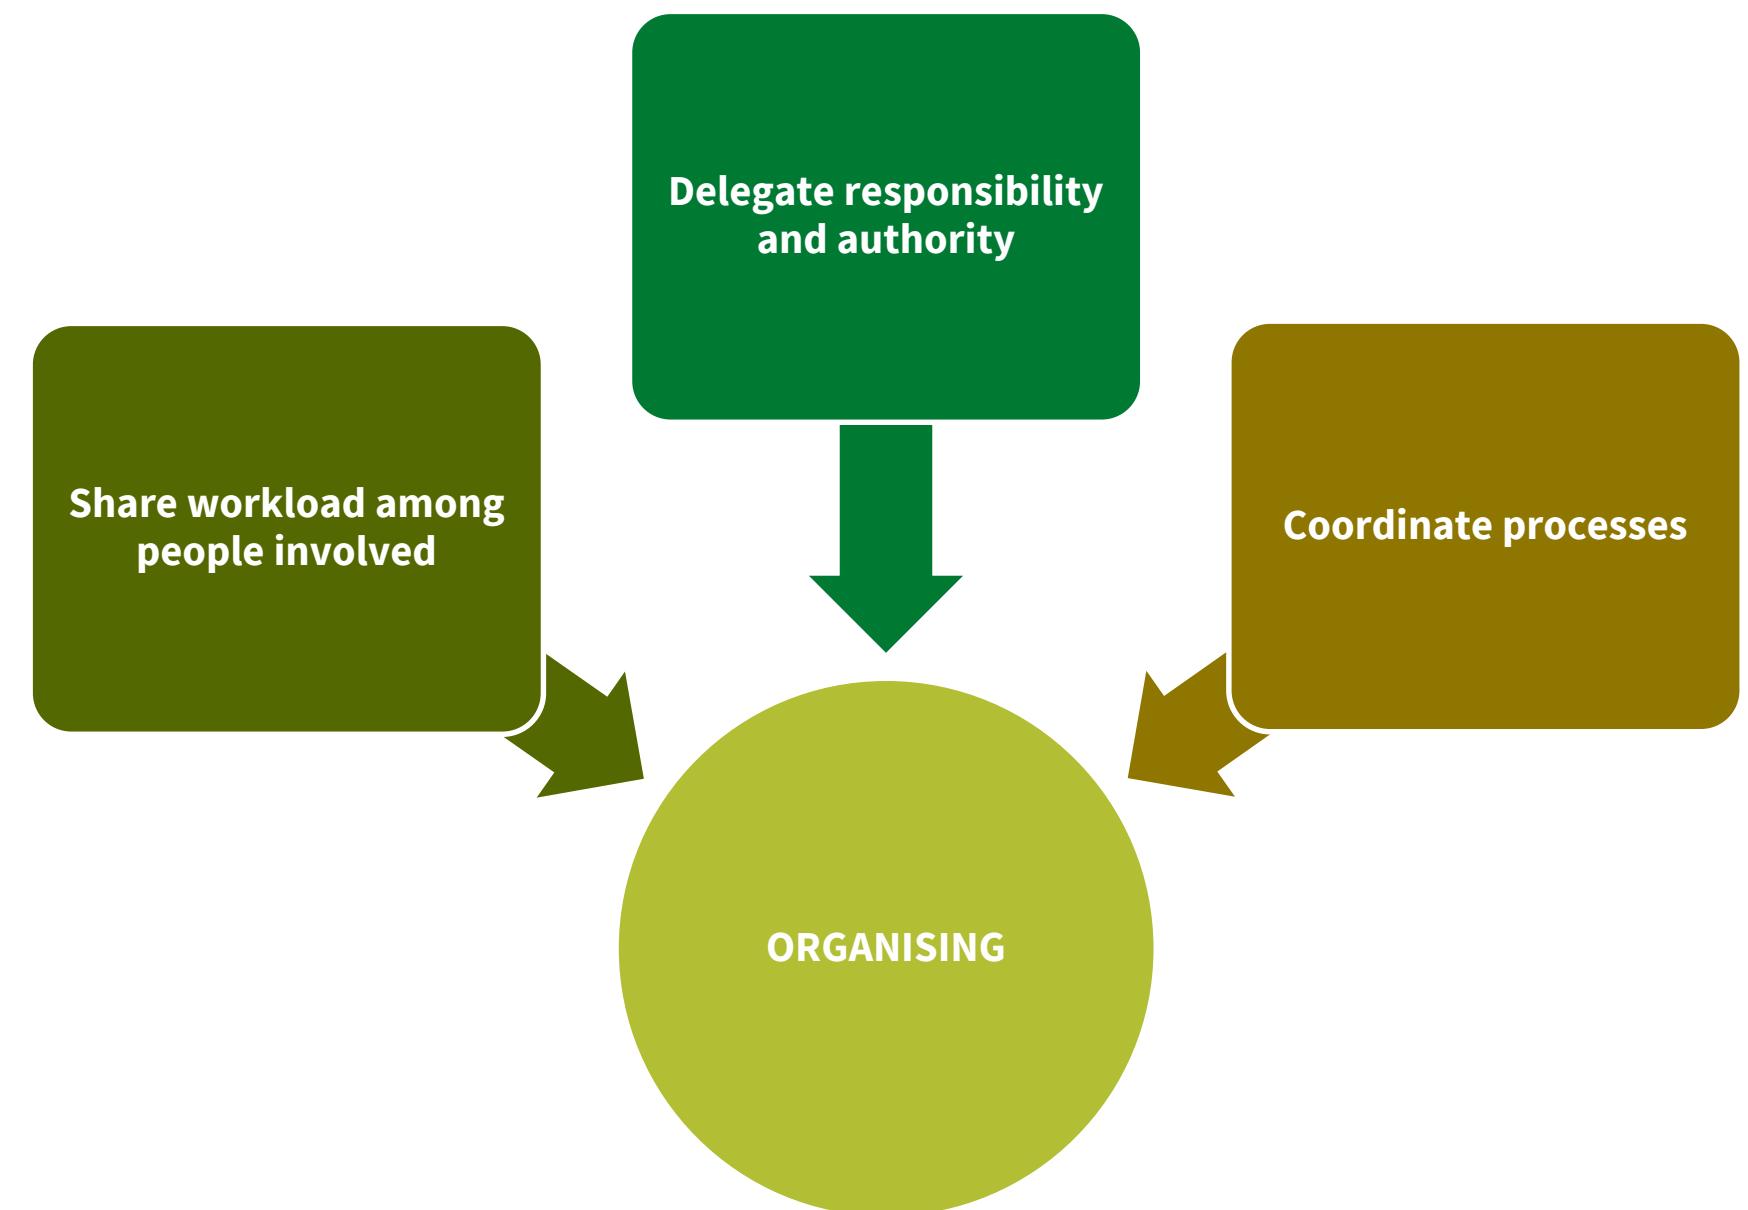 Delegate responsibility
and authority
Share workload among
people involved
Coordinate processes
ORGANISING